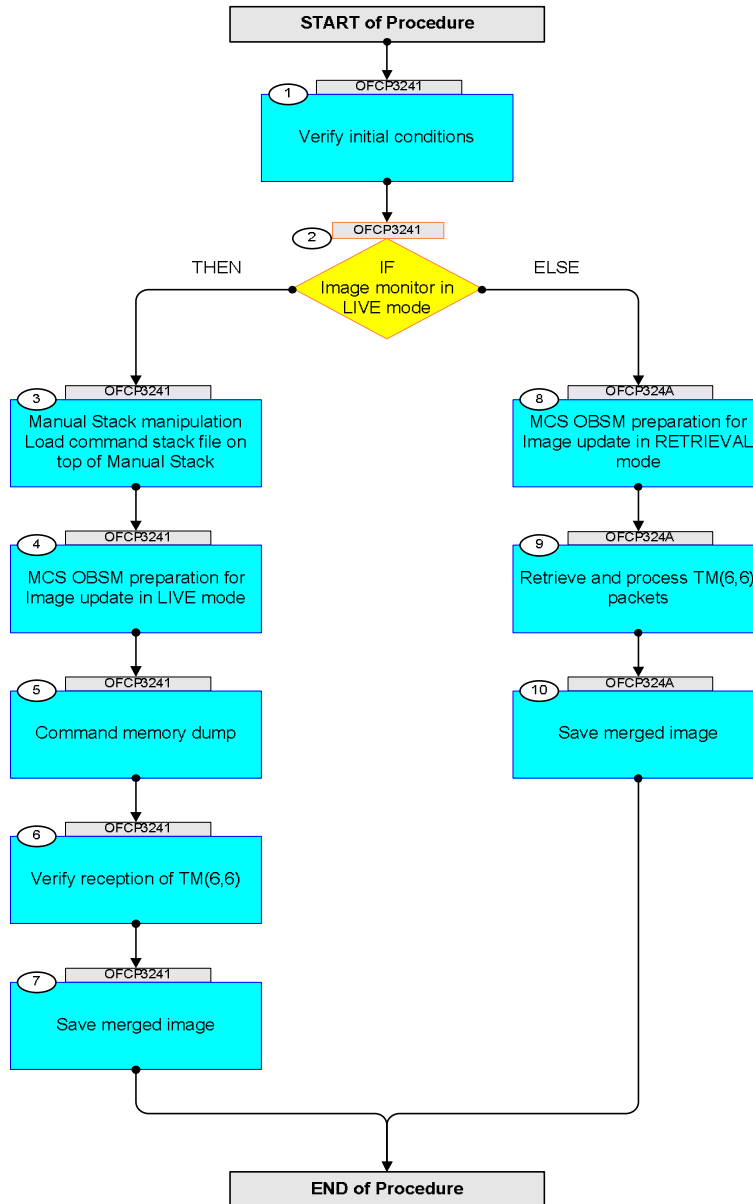 START of Procedure
OFCP3241
1
Verify initial conditions
OFCP3241
2
THEN
IF
Image monitor in
LIVE mode
ELSE
OFCP3241
3
Manual Stack manipulation
Load command stack file on
top of Manual Stack
OFCP3241
4
MCS OBSM preparation for
Image update in LIVE mode
OFCP3241
5
Command memory dump
OFCP3241
6
Verify reception of TM(6,6)
OFCP3241
7
Save merged image
OFCP324A
8
MCS OBSM preparation for
Image update in RETRIEVAL
mode
OFCP324A
9
Retrieve and process TM(6,6)
packets
OFCP324A
10
Save merged image
END of Procedure